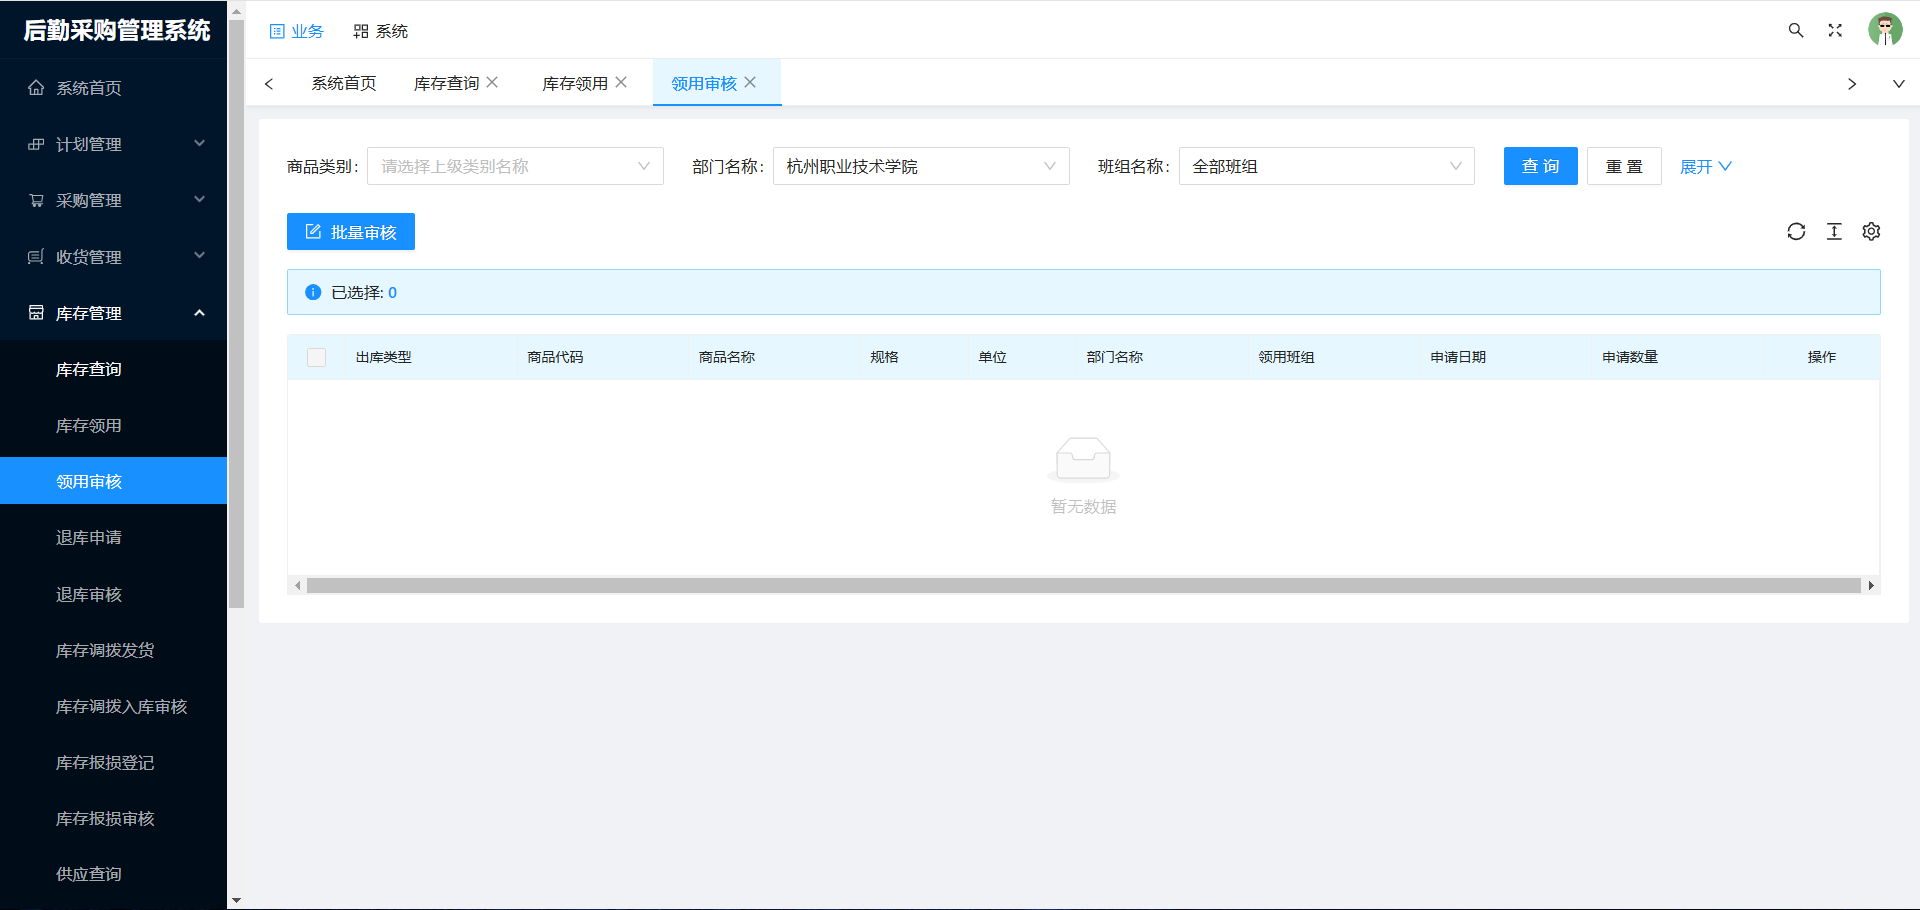 后勤采购管理系统
业务
系统
系统首页
库存查询
库存领用
领用审核
系统首页
计划管理
采购管理
收货管理
库存管理
库存查询
库存领用
领用审核
退库申请
退库审核
库存调拨发货
库存调拨入库审核
库存报损登记
库存报损审核
供应查询
商品类别: 请选择上级类别名称
部门名称: 杭州职业技术学院
班组名称: 全部班组
查 询
重 置
展开
批量审核
已选择: 0
出库类型 商品代码 商品名称 规格 单位 部门名称 领用班组 申请日期 申请数量 操作
暂无数据